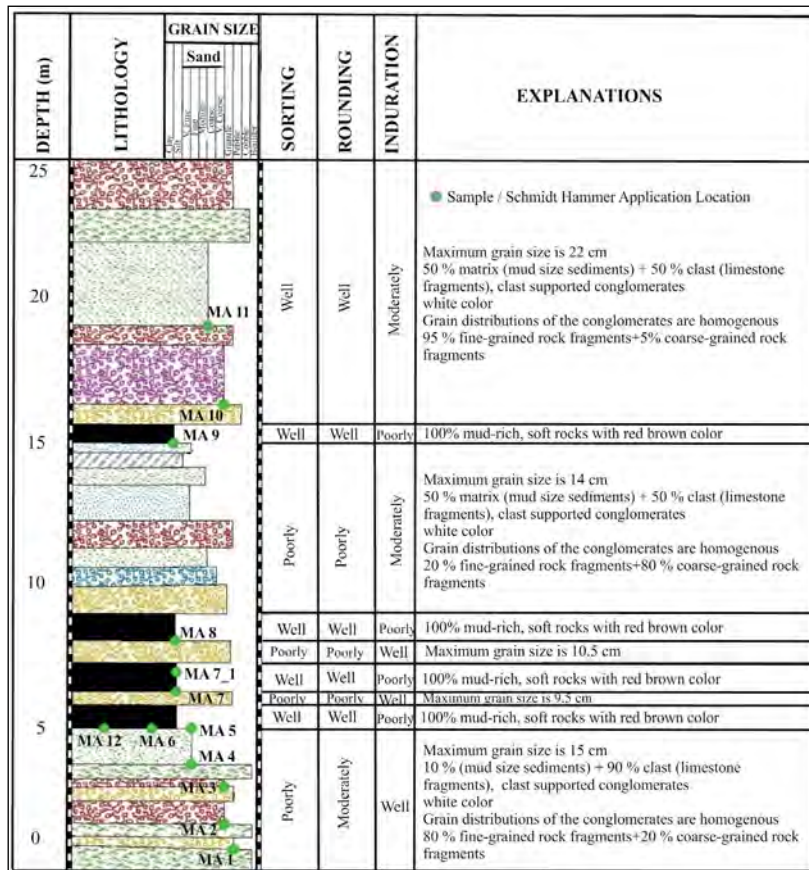 GRAIN SIZE
Sand
DEPTH (m)
LITHOLOGY
Clay
Silt
V. Fine
Fine
Medium
V. Coarse
Granule
Pebble
Cobble
Boulder
SORTING
ROUNDING
INDURATION
EXPLANATIONS
25
20
15
10
5
0
MA 11
MA 10
MA 9
MA 8
MA 7_1
MA 7
MA 12
MA 6
MA 5
MA 4
MA 3
MA 2
MA 1
Well
Well
Moderately
Sample / Schmidt Hammer Application Location
Maximum grain size is 22 cm
50 % matrix (mud size sediments) + 50 % clast (limestone
fragments), clast supported conglomerates
white color
Grain distributions of the conglomerates are homogenous
95 % fine-grained rock fragments+5% coarse-grained rock
fragments
Well
Well
Poorly
100% mud-rich, soft rocks with red brown color
Poorly
Poorly
Moderately
Maximum grain size is 14 cm
50 % matrix (mud size sediments) + 50 % clast (limestone
fragments), clast supported conglomerates
white color
Grain distributions of the conglomerates are homogenous
20 % fine-grained rock fragments+80 % coarse-grained rock
fragments
Well
Well
Poorly
100% mud-rich, soft rocks with red brown color
Poorly
Poorly
Well
Maximum grain size is 10.5 cm
Well
Well
Poorly
100% mud-rich, soft rocks with red brown color
Poorly
Poorly
Well
Maximum grain size is 9.5 cm
Well
Well
Poorly
100% mud-rich, soft rocks with red brown color
Poorly
Moderately
Well
Maximum grain size is 15 cm
10 % (mud size sediments) + 90 % clast (limestone
fragments), clast supported conglomerates
white color
Grain distributions of the conglomerates are homogenous
80 % fine-grained rock fragments+20 % coarse-grained rock
fragments